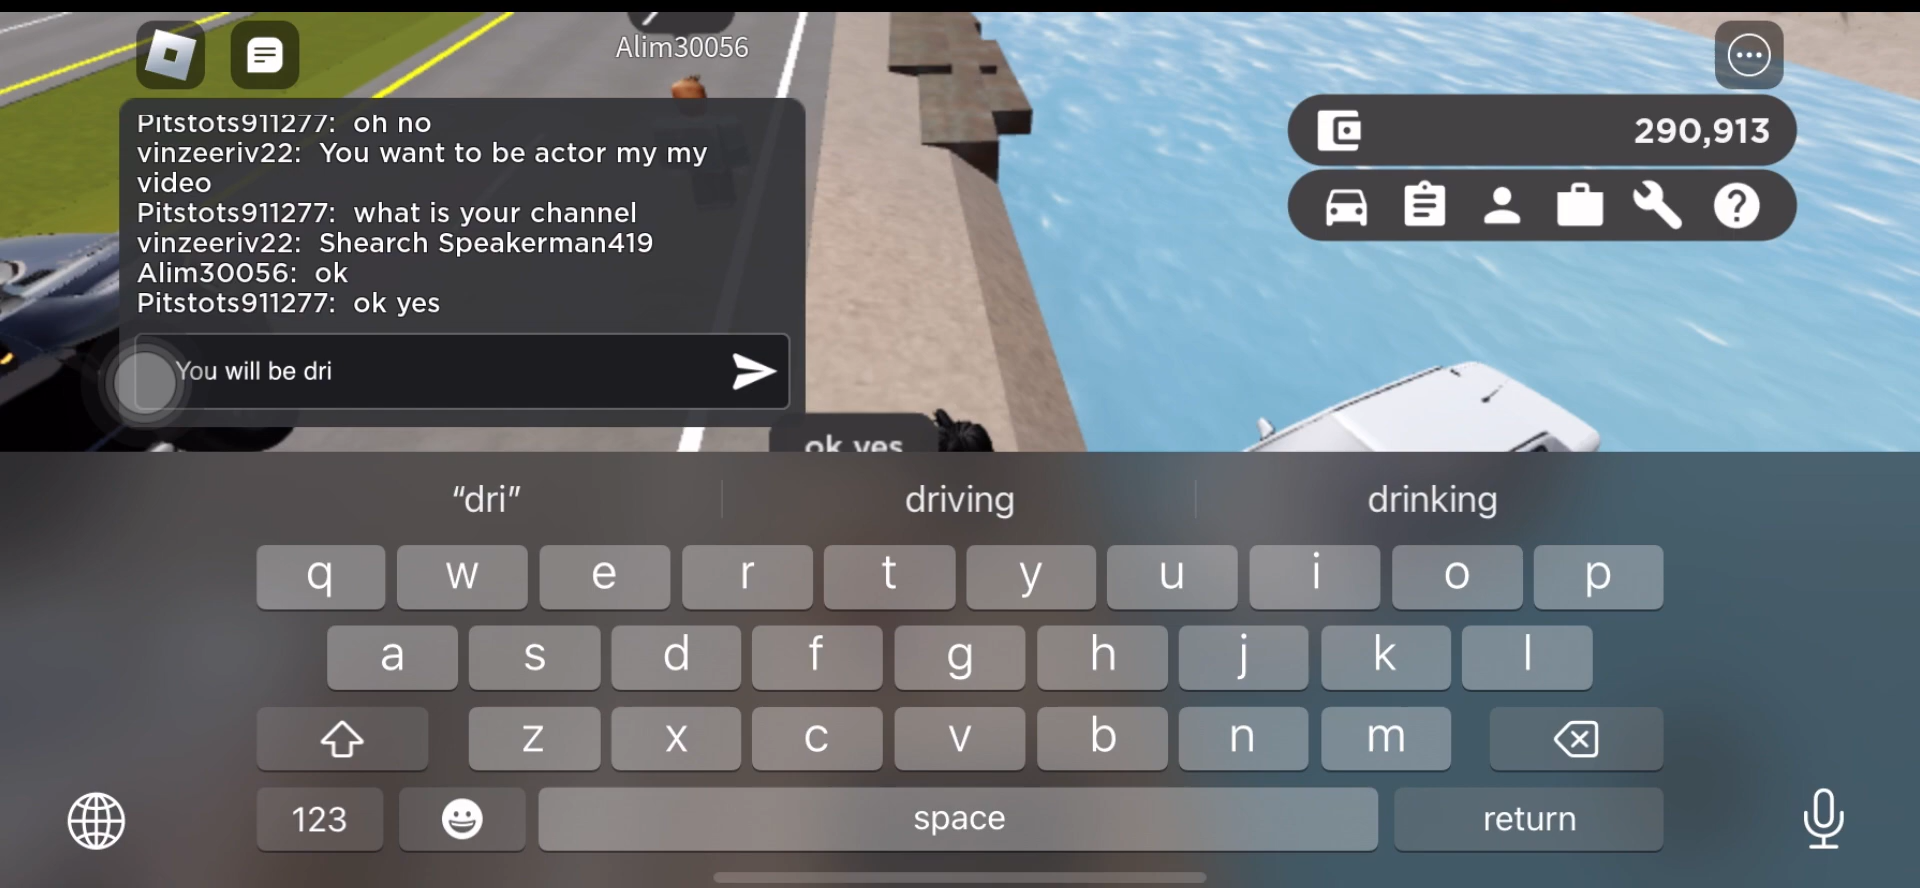 Alim30056
Pitstots911277: oh no
vinzeeriv22: You want to be actor my my
video
Pitstots911277: what is your channel
vinzeeriv22: Shearch Speakerman419
Alim30056: ok
Pitstots911277: ok yes
You will be dri
290,913
ok yes
“dri” driving drinking
q w e r t y u i o p
a s d f g h j k l
z x c v b n m
123 space return